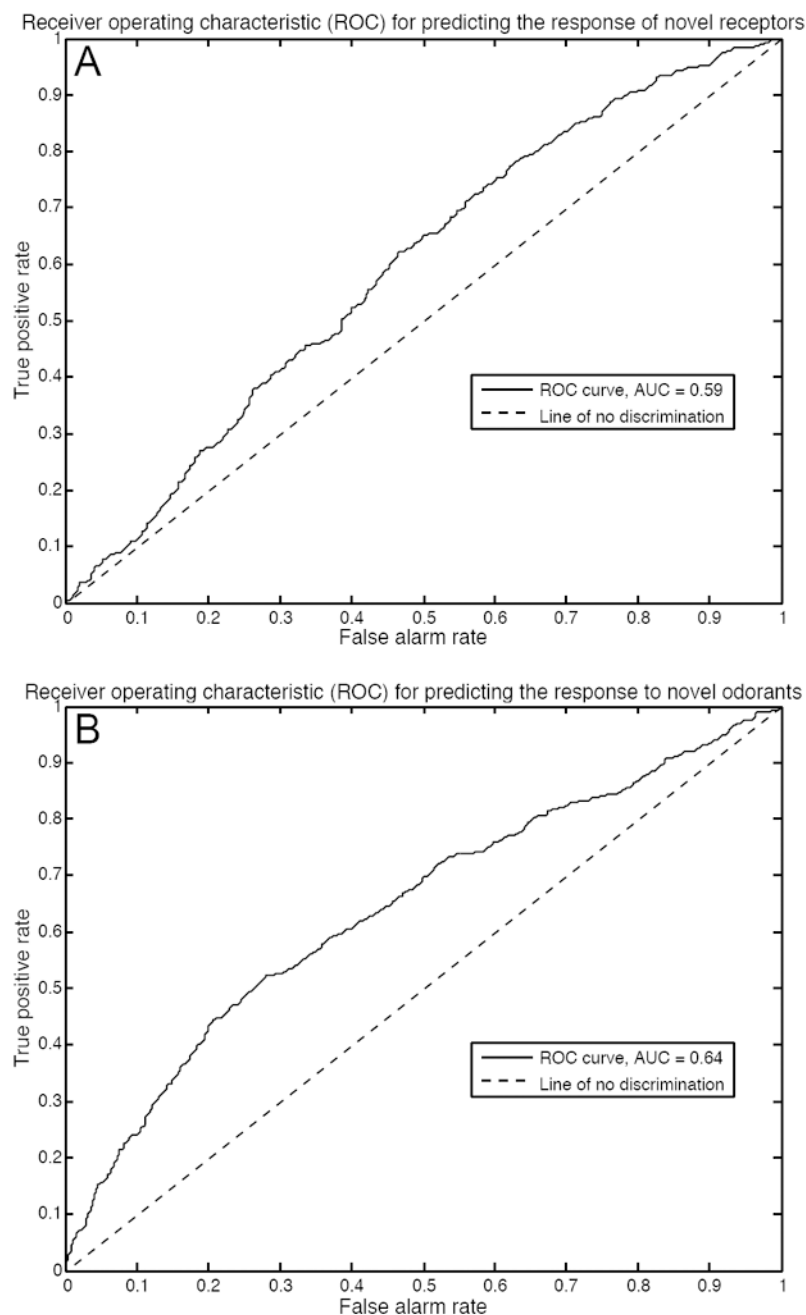 Receiver operating characteristic (ROC) for predicting the response of novel receptors
A
1
0.9
0.8
0.7
0.6
0.5
0.4
0.3
0.2
0.1
0
True positive rate
ROC curve, AUC = 0.59
Line of no discrimination
0 0.1 0.2 0.3 0.4 0.5 0.6 0.7 0.8 0.9 1
False alarm rate
Receiver operating characteristic (ROC) for predicting the response to novel odorants
B
1
0.9
0.8
0.7
0.6
0.5
0.4
0.3
0.2
0.1
0
True positive rate
ROC curve, AUC = 0.64
Line of no discrimination
0 0.1 0.2 0.3 0.4 0.5 0.6 0.7 0.8 0.9 1
False alarm rate